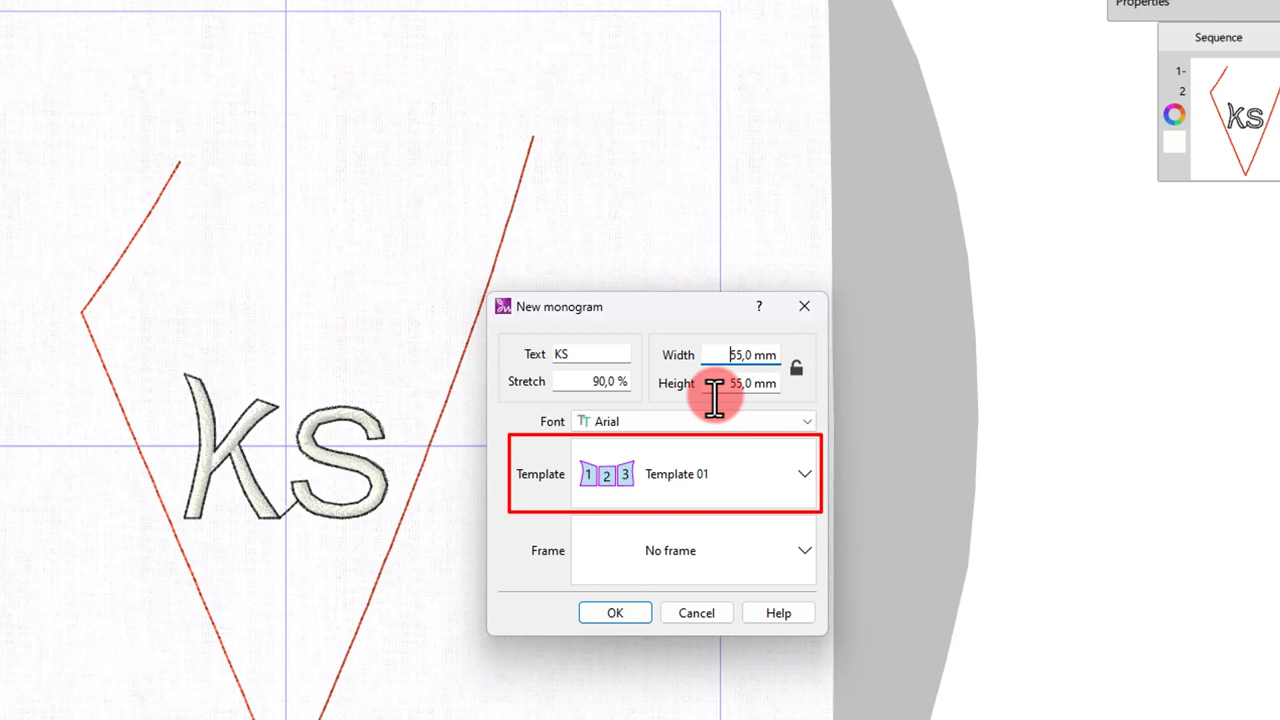 Properties
Sequence
1-
2
KS
KS
New monogram
?
Text KS
Width 55,0 mm
Stretch 90,0 %
Height 55,0 mm
Font TT Arial
Template 1 2 3 Template 01
Frame No frame
OK Cancel Help